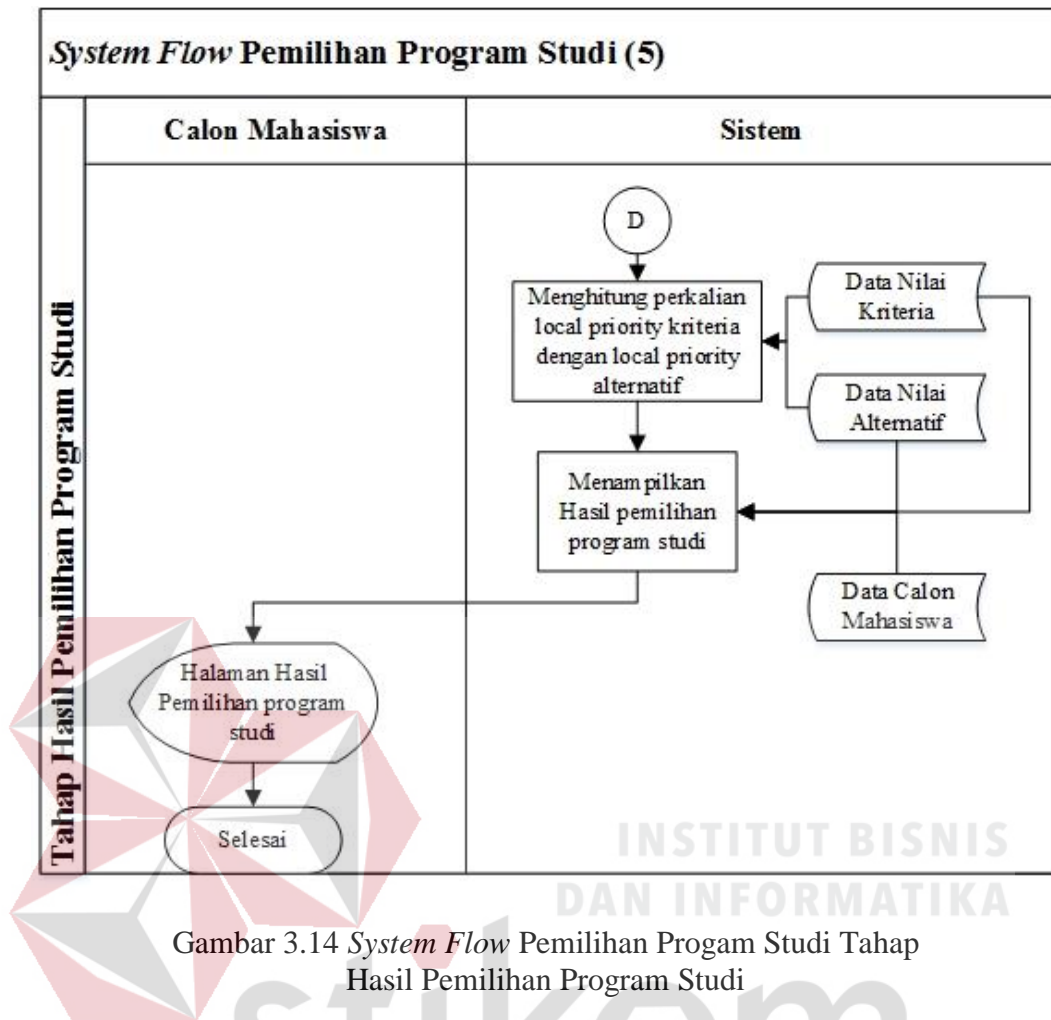 System Flow Pemilihan Program Studi (5)
Calon Mahasiswa
Sistem
Tahap Hasil Pemilihan Program Studi
D
Menghitung perkalian
local priority kriteria
dengan local priority
alternatif
Data Nilai
Kriteria
Data Nilai
Alternatif
Menampilkan
Hasil pemilihan
program studi
Data Calon
Mahasiswa
Halaman Hasil
Pemilihan program
studi
Selesai
INSTITUT BISNIS
DAN INFORMATIKA
Gambar 3.14 System Flow Pemilihan Progam Studi Tahap
Hasil Pemilihan Program Studi
stikom